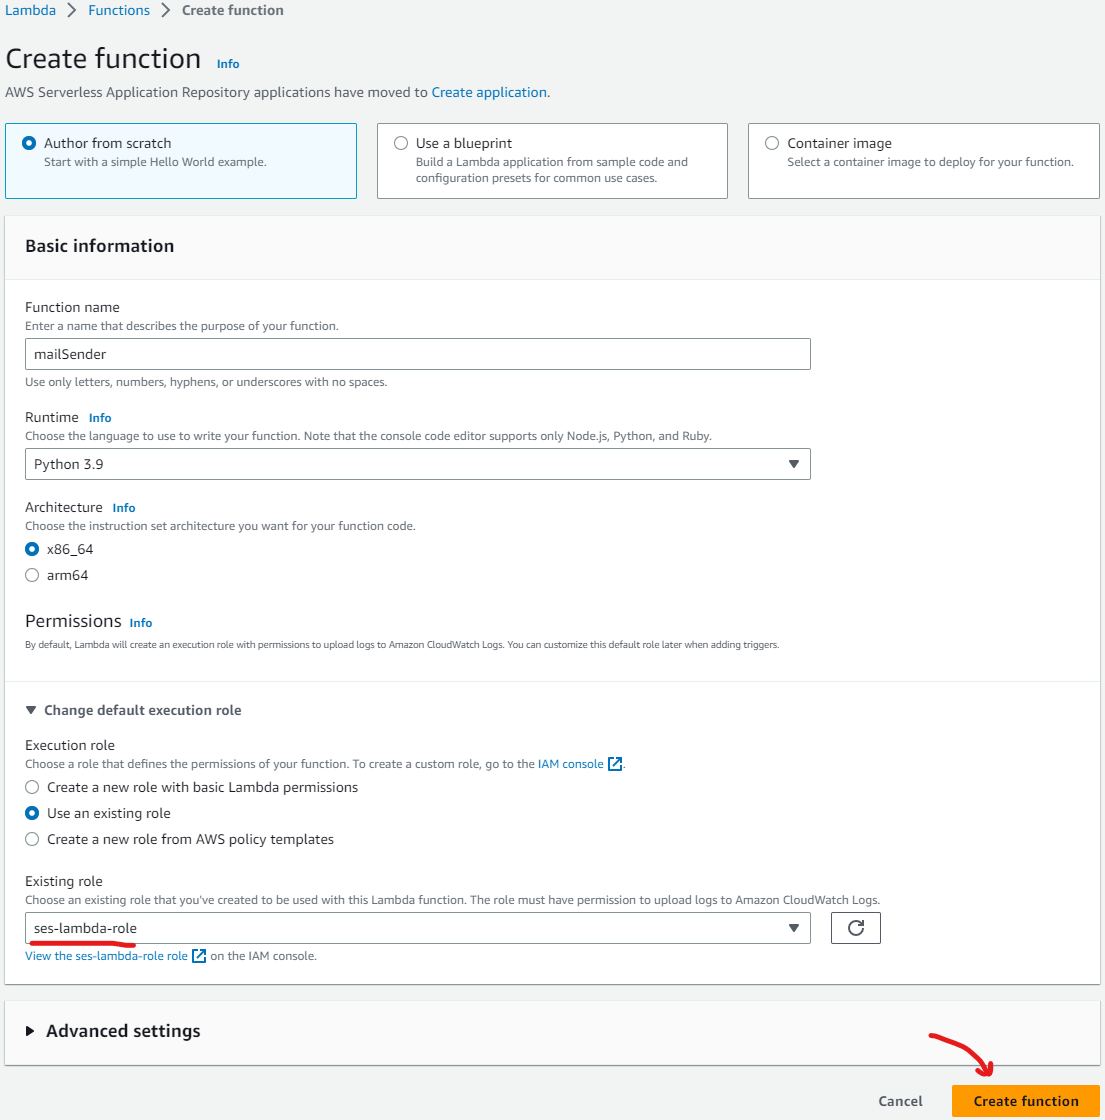 Lambda > Functions > Create function
Create function Info
AWS Serverless Application Repository applications have moved to Create application.
Author from scratch
Start with a simple Hello World example.
Use a blueprint
Build a Lambda application from sample code and
configuration presets for common use cases.
Container image
Select a container image to deploy for your function.
Basic information
Function name
Enter a name that describes the purpose of your function.
mailSender
Use only letters, numbers, hyphens, or underscores with no spaces.
Runtime Info
Choose the language to use to write your function. Note that the console code editor supports only Node.js, Python, and Ruby.
Python 3.9
Architecture Info
Choose the instruction set architecture you want for your function code.
x86_64
arm64
Permissions Info
By default, Lambda will create an execution role with permissions to upload logs to Amazon CloudWatch Logs. You can customize this default role later when adding triggers.
Change default execution role
Execution role
Choose a role that defines the permissions of your function. To create a custom role, go to the IAM console.
Create a new role with basic Lambda permissions
Use an existing role
Create a new role from AWS policy templates
Existing role
Choose an existing role that you've created to be used with this Lambda function. The role must have permission to upload logs to Amazon CloudWatch Logs.
ses-lambda-role
View the ses-lambda-role role on the IAM console.
Advanced settings
Cancel Create function